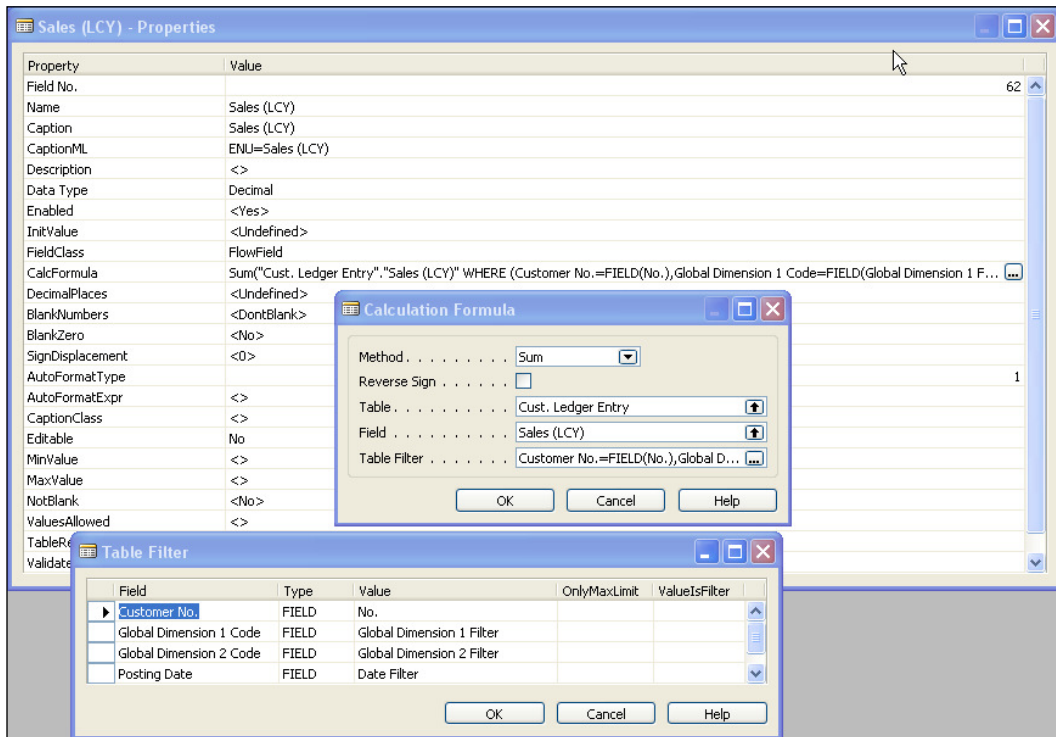 Sales (LCY) - Properties
Property Value
Field No. 62
Name Sales (LCY)
Caption Sales (LCY)
CaptionML ENU=Sales (LCY)
Description <>
Data Type Decimal
Enabled <Yes>
InitValue <Undefined>
FieldClass FlowField
CalcFormula Sum("Cust. Ledger Entry"."Sales (LCY)" WHERE (Customer No.=FIELD(No.),Global Dimension 1 Code=FIELD(Global Dimension 1 F... ...
DecimalPlaces <Undefined>
BlankNumbers <DontBlank>
BlankZero <No>
SignDisplacement <0>
AutoFormatType 1
AutoFormatExpr <>
CaptionClass <>
Editable No
MinValue <>
MaxValue <>
NotBlank <No>
ValuesAllowed <>
TableRe
Validate
Calculation Formula
Method . . . . . . . . . Sum
Reverse Sign . . . . . .
Table . . . . . . . . . . Cust. Ledger Entry
Field . . . . . . . . . . Sales (LCY)
Table Filter . . . . . . . Customer No.=FIELD(No.),Global D... ...
OK Cancel Help
Table Filter
Field Type Value OnlyMaxLimit ValueIsFilter
Customer No. FIELD No.
Global Dimension 1 Code FIELD Global Dimension 1 Filter
Global Dimension 2 Code FIELD Global Dimension 2 Filter
Posting Date FIELD Date Filter
OK Cancel Help